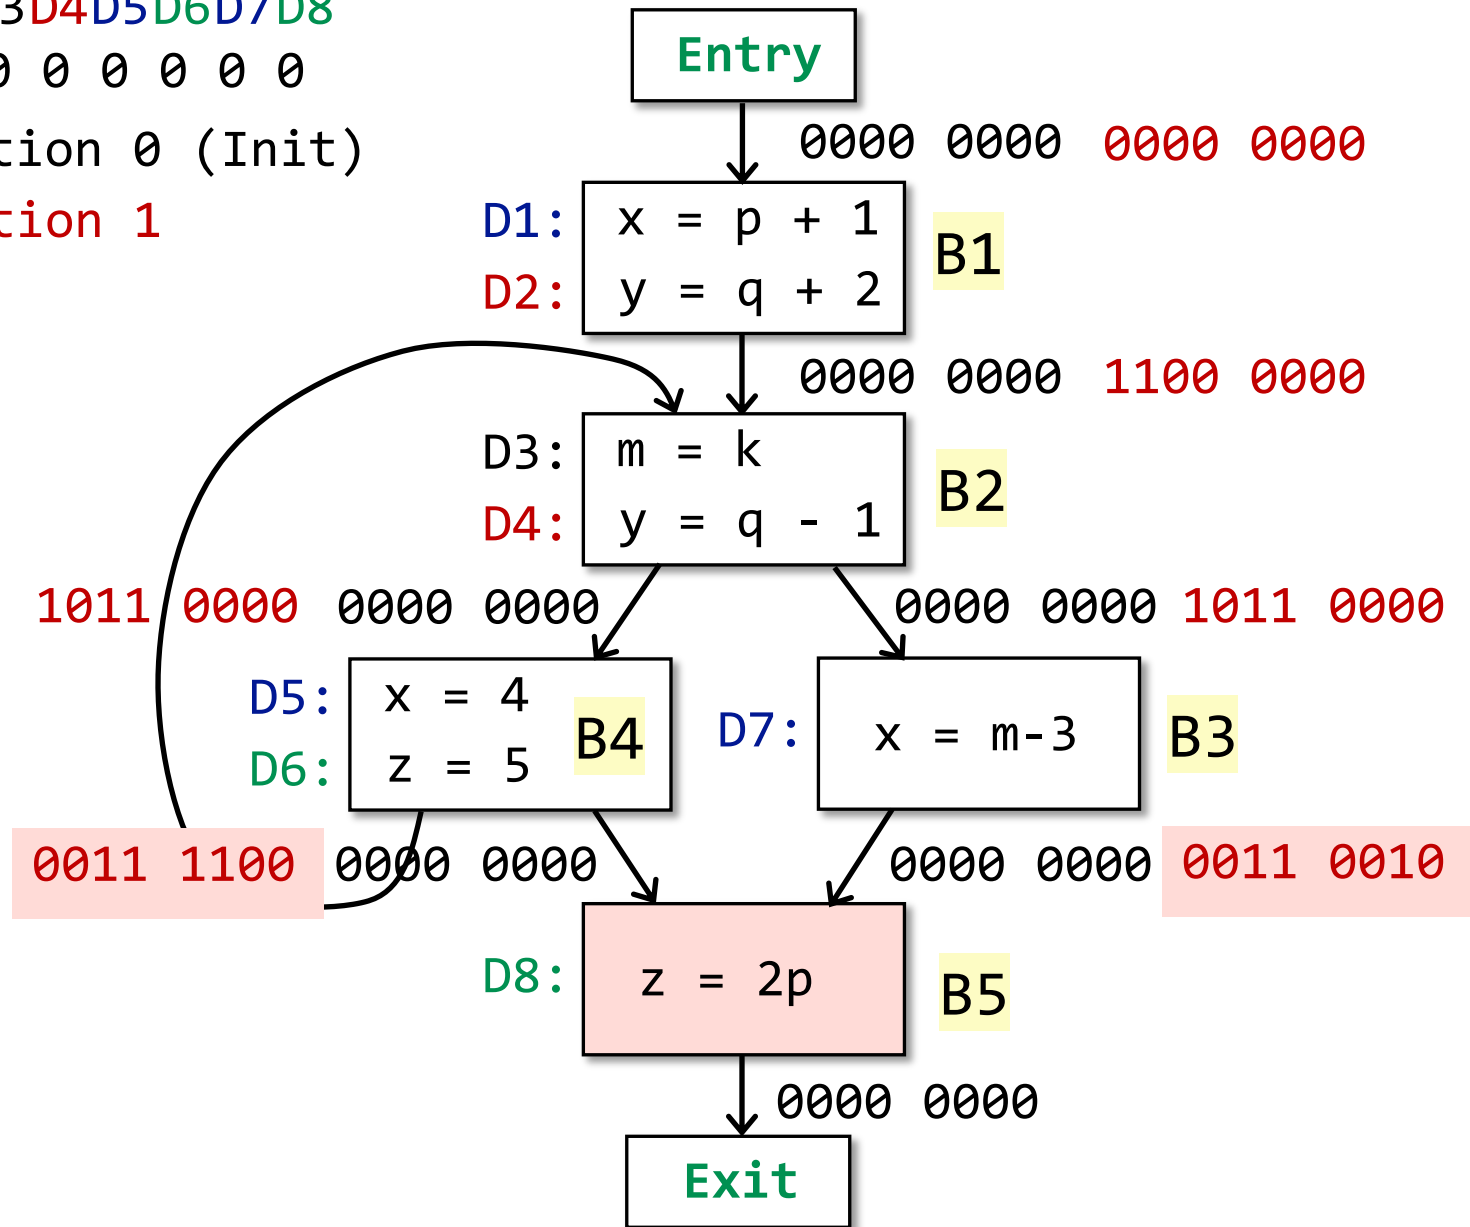 3D4D5D6D7D8
0 0 0 0 0 0
tion 0 (Init)
tion 1
Entry
0000 0000 0000 0000
D1: x = p + 1
D2: y = q + 2
B1
0000 0000 1100 0000
D3: m = k
D4: y = q - 1
B2
1011 0000 0000 0000
0000 0000 1011 0000
D5: x = 4
D6: z = 5
B4
D7: x = m-3
B3
0011 1100 0000 0000
0000 0000 0011 0010
D8: z = 2p
B5
0000 0000
Exit